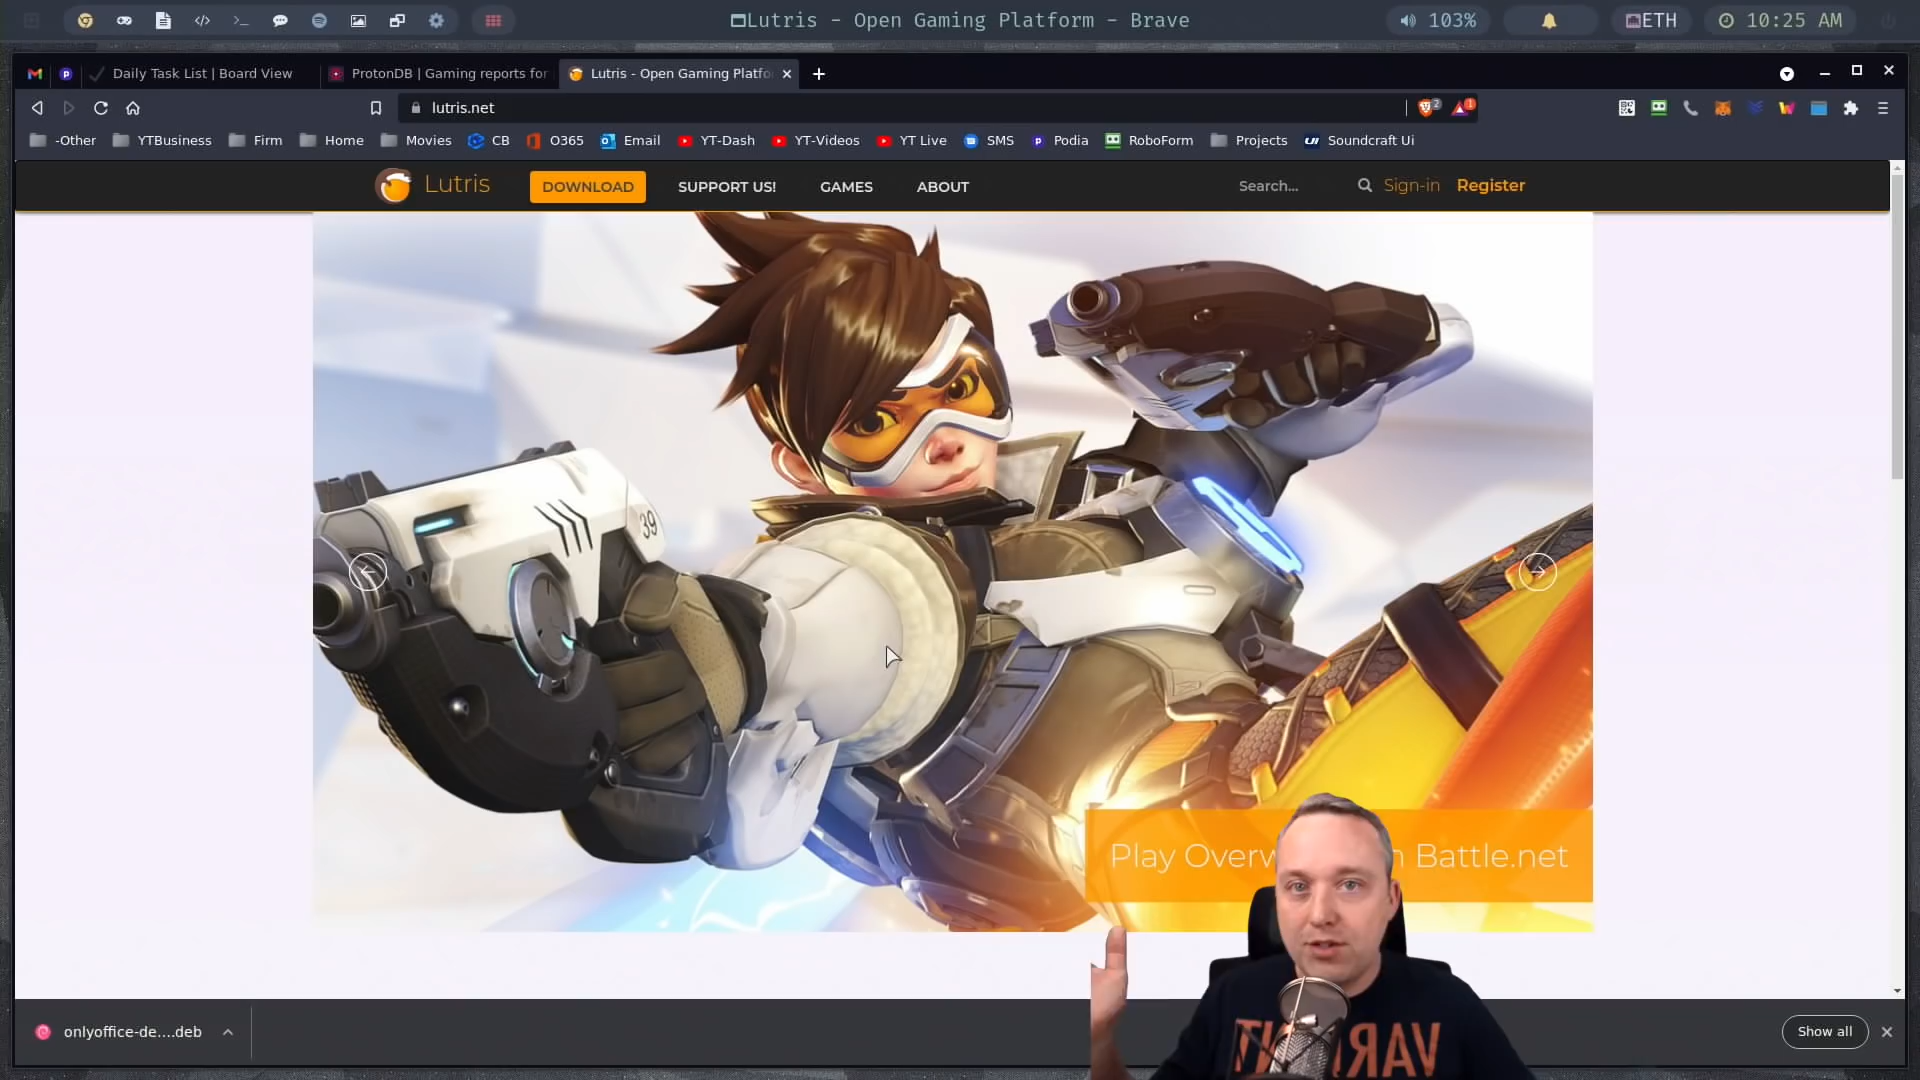 >_
Lutris - Open Gaming Platform - Brave
103%
ETH
10:25 AM
Daily Task List | Board View
ProtonDB | Gaming reports for
Lutris - Open Gaming Platfo
lutris.net
2
1
-Other
YTBusiness
Firm
Home
Movies
CB
O365
Email
YT-Dash
YT-Videos
YT Live
SMS
Podia
RoboForm
Projects
Soundcraft Ui
Lutris
DOWNLOAD
SUPPORT US!
GAMES
ABOUT
Search...
Sign-in
Register
39
Play Overw n Battle.net
onlyoffice-de....deb
Show all